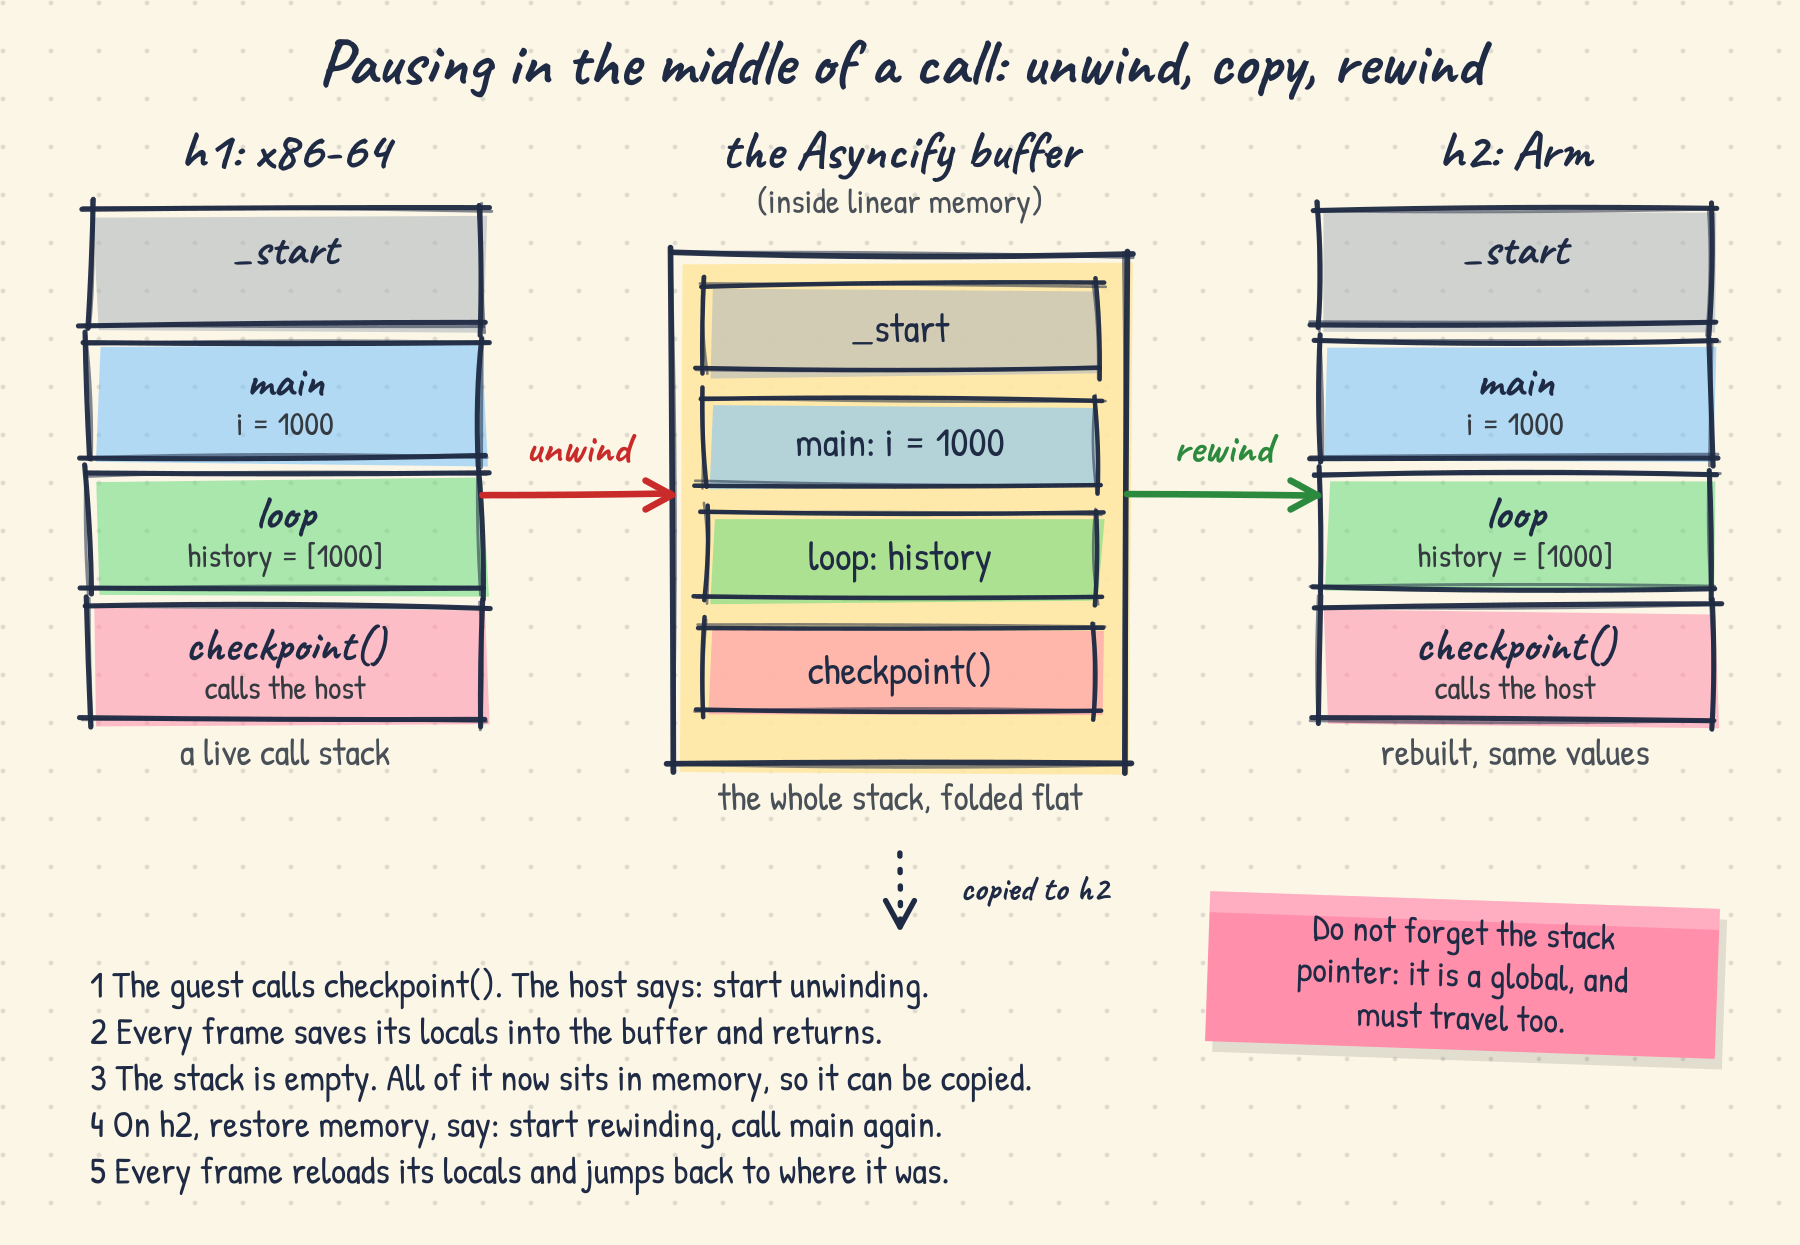 Pausing in the middle of a call: unwind, copy, rewind
h1: x86-64
_start
main
i = 1000
loop
history = [1000]
checkpoint()
calls the host
a live call stack
unwind
the Asyncify buffer
(inside linear memory)
_start
main: i = 1000
loop: history
checkpoint()
the whole stack, folded flat
copied to h2
rewind
h2: Arm
_start
main
i = 1000
loop
history = [1000]
checkpoint()
calls the host
rebuilt, same values
Do not forget the stack
pointer: it is a global, and
must travel too.
1 The guest calls checkpoint(). The host says: start unwinding.
2 Every frame saves its locals into the buffer and returns.
3 The stack is empty. All of it now sits in memory, so it can be copied.
4 On h2, restore memory, say: start rewinding, call main again.
5 Every frame reloads its locals and jumps back to where it was.